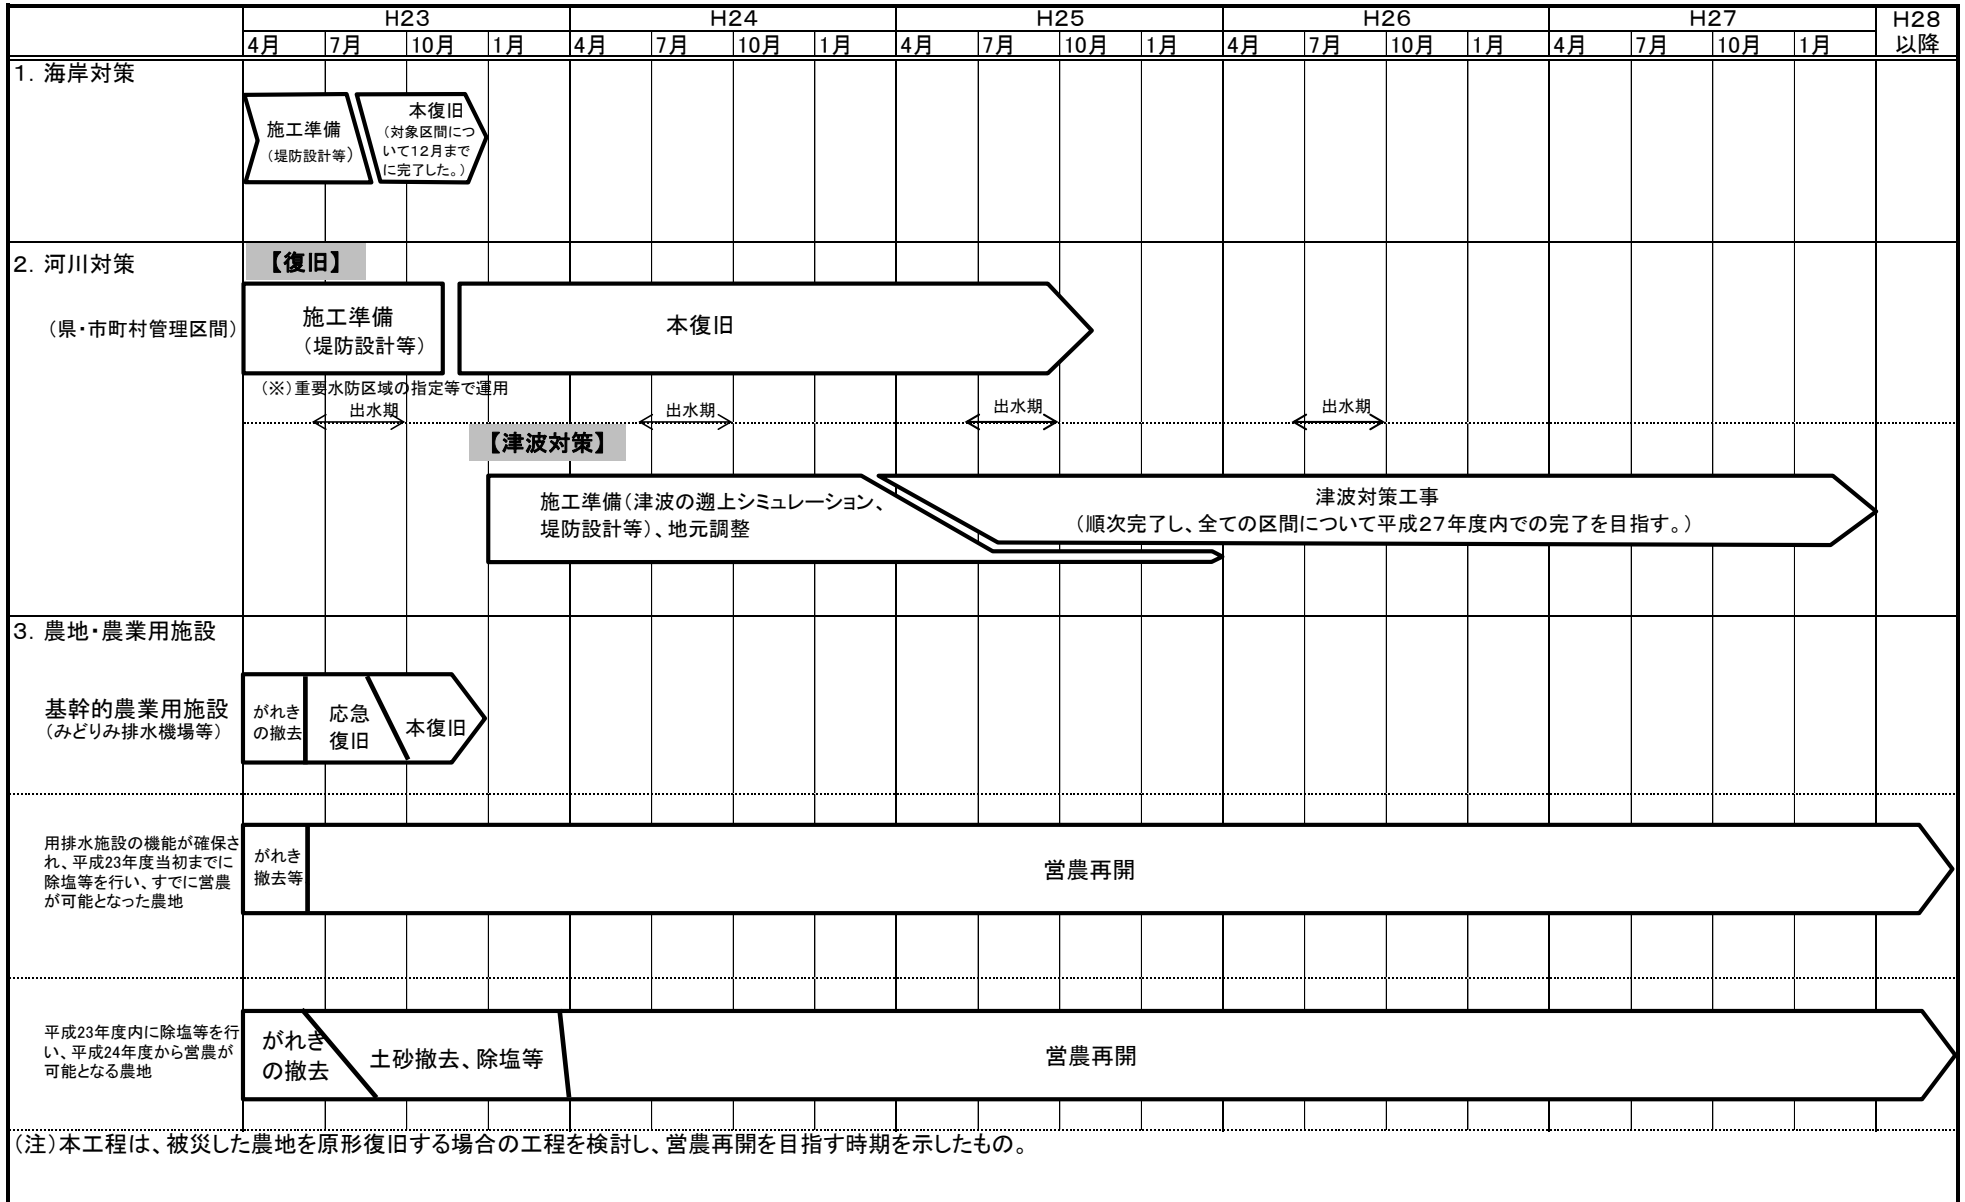 H23 H24 H25 H26 H27 H28
4月 7月 10月 1月 4月 7月 10月 1月 4月 7月 10月 1月 4月 7月 10月 1月 4月 7月 10月 1月 以降
1．海岸対策
施工準備
（堤防設計等）
本復旧
（対象区間につ
いて12月まで
に完了した。）
2．河川対策
【復旧】
（県・市町村管理区間）
施工準備
（堤防設計等）
本復旧
（※）重要水防区域の指定等で運用
出水期 出水期 出水期 出水期
【津波対策】
施工準備（津波の遡上シミュレーション、
堤防設計等）、地元調整
津波対策工事
（順次完了し、全ての区間について平成27年度内での完了を目指す。）
3．農地・農業用施設
基幹的農業用施設
（みどりみ排水機場等）
がれき
の撤去
応急
復旧
本復旧
用排水施設の機能が確保さ
れ、平成23年度当初までに
除塩等を行い、すでに営農
が可能となった農地
がれき
撤去等
営農再開
平成23年度内に除塩等を行
い、平成24年度から営農が
可能となる農地
がれき
の撤去
土砂撤去、除塩等
営農再開
（注）本工程は、被災した農地を原形復旧する場合の工程を検討し、営農再開を目指す時期を示したもの。